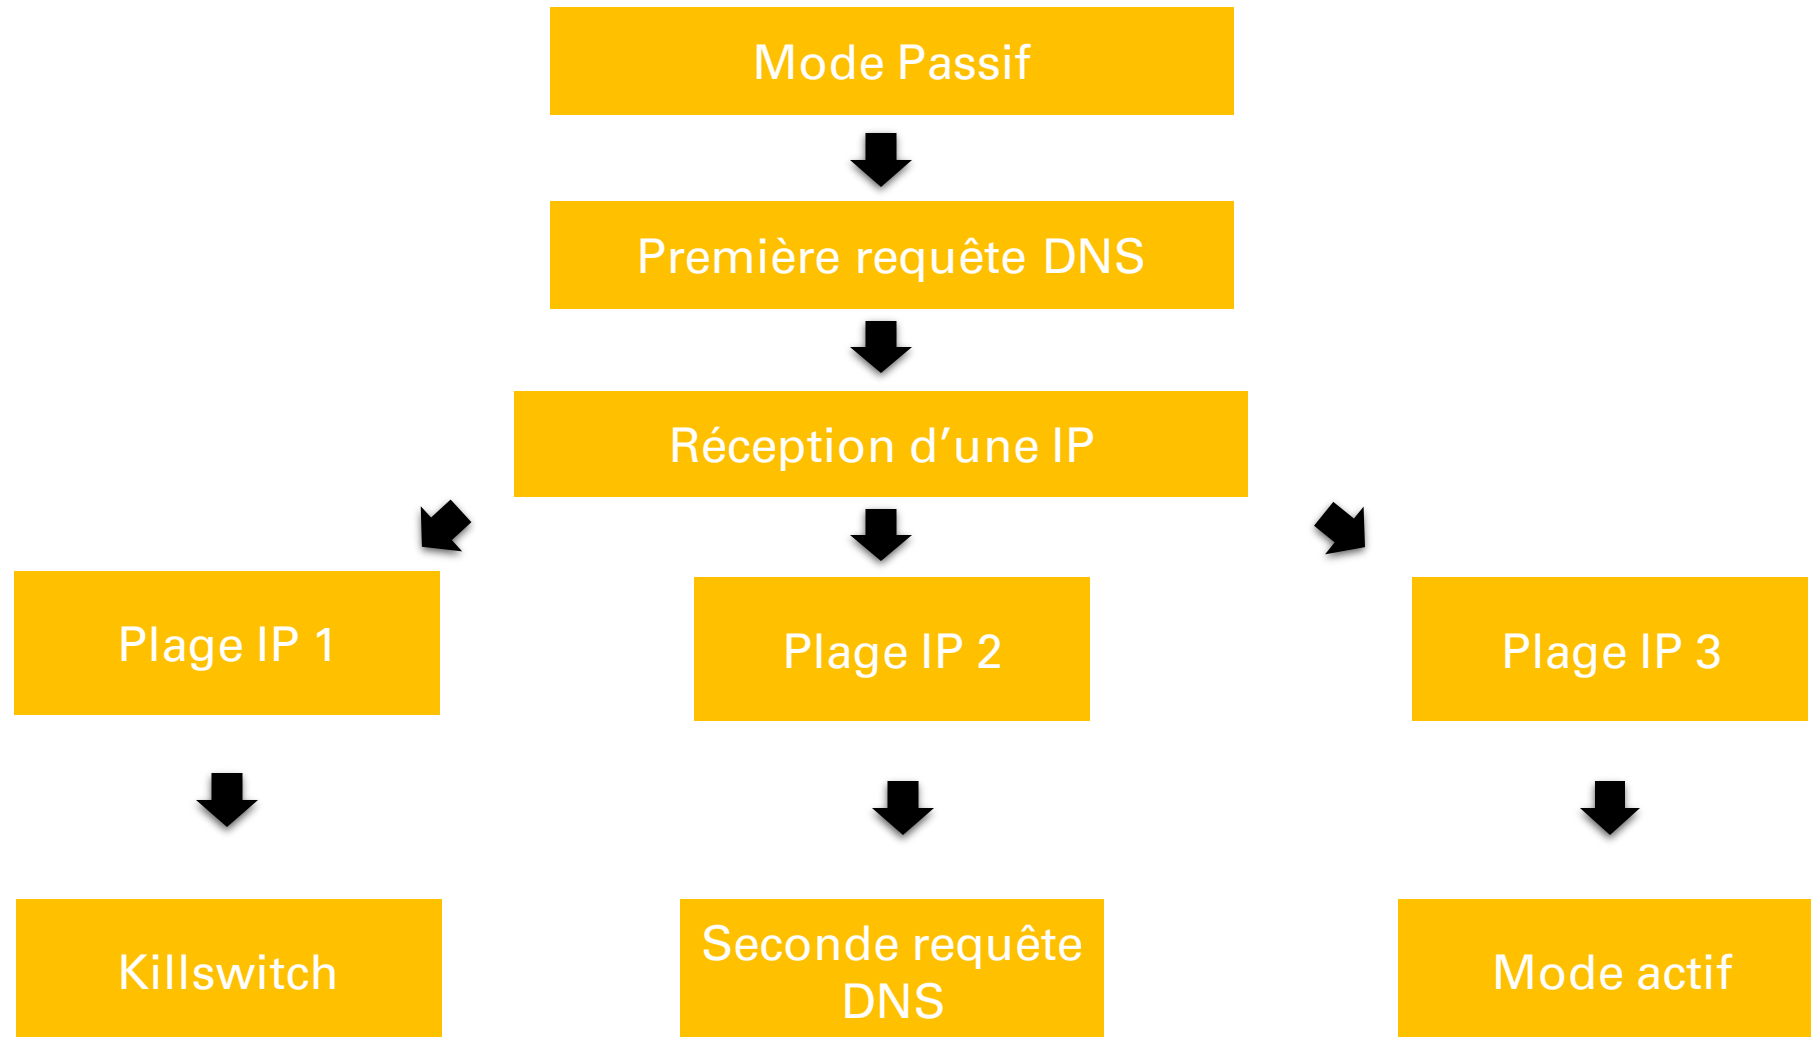 Mode Passif
Première requête DNS
Réception d’une IP
Plage IP 1
Plage IP 2
Plage IP 3
Killswitch
Seconde requête
DNS
Mode actif